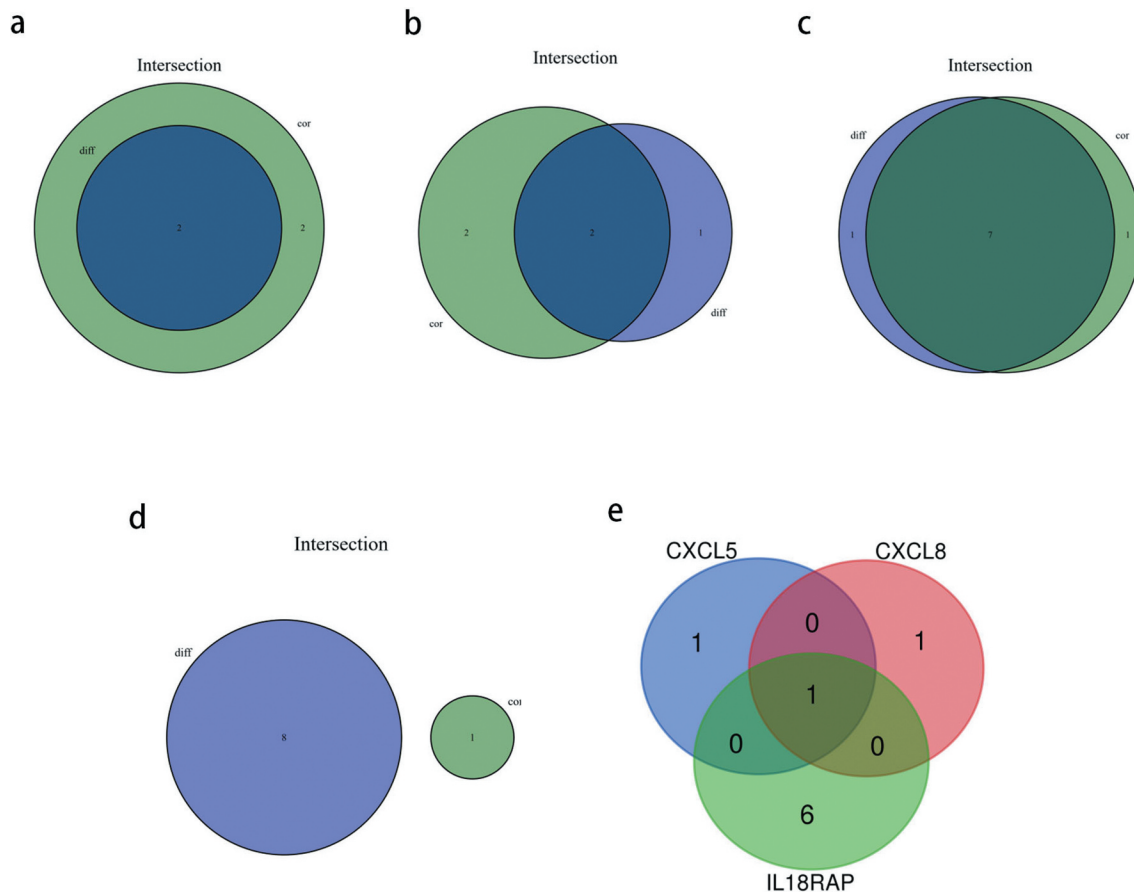 a
Intersection
cor
diff
2
2
b
Intersection
2
2
1
cor
diff
c
Intersection
diff
cor
1
7
1
d
Intersection
diff
cor
8
1
e
CXCL5
CXCL8
1
0
1
1
0
0
6
IL18RAP